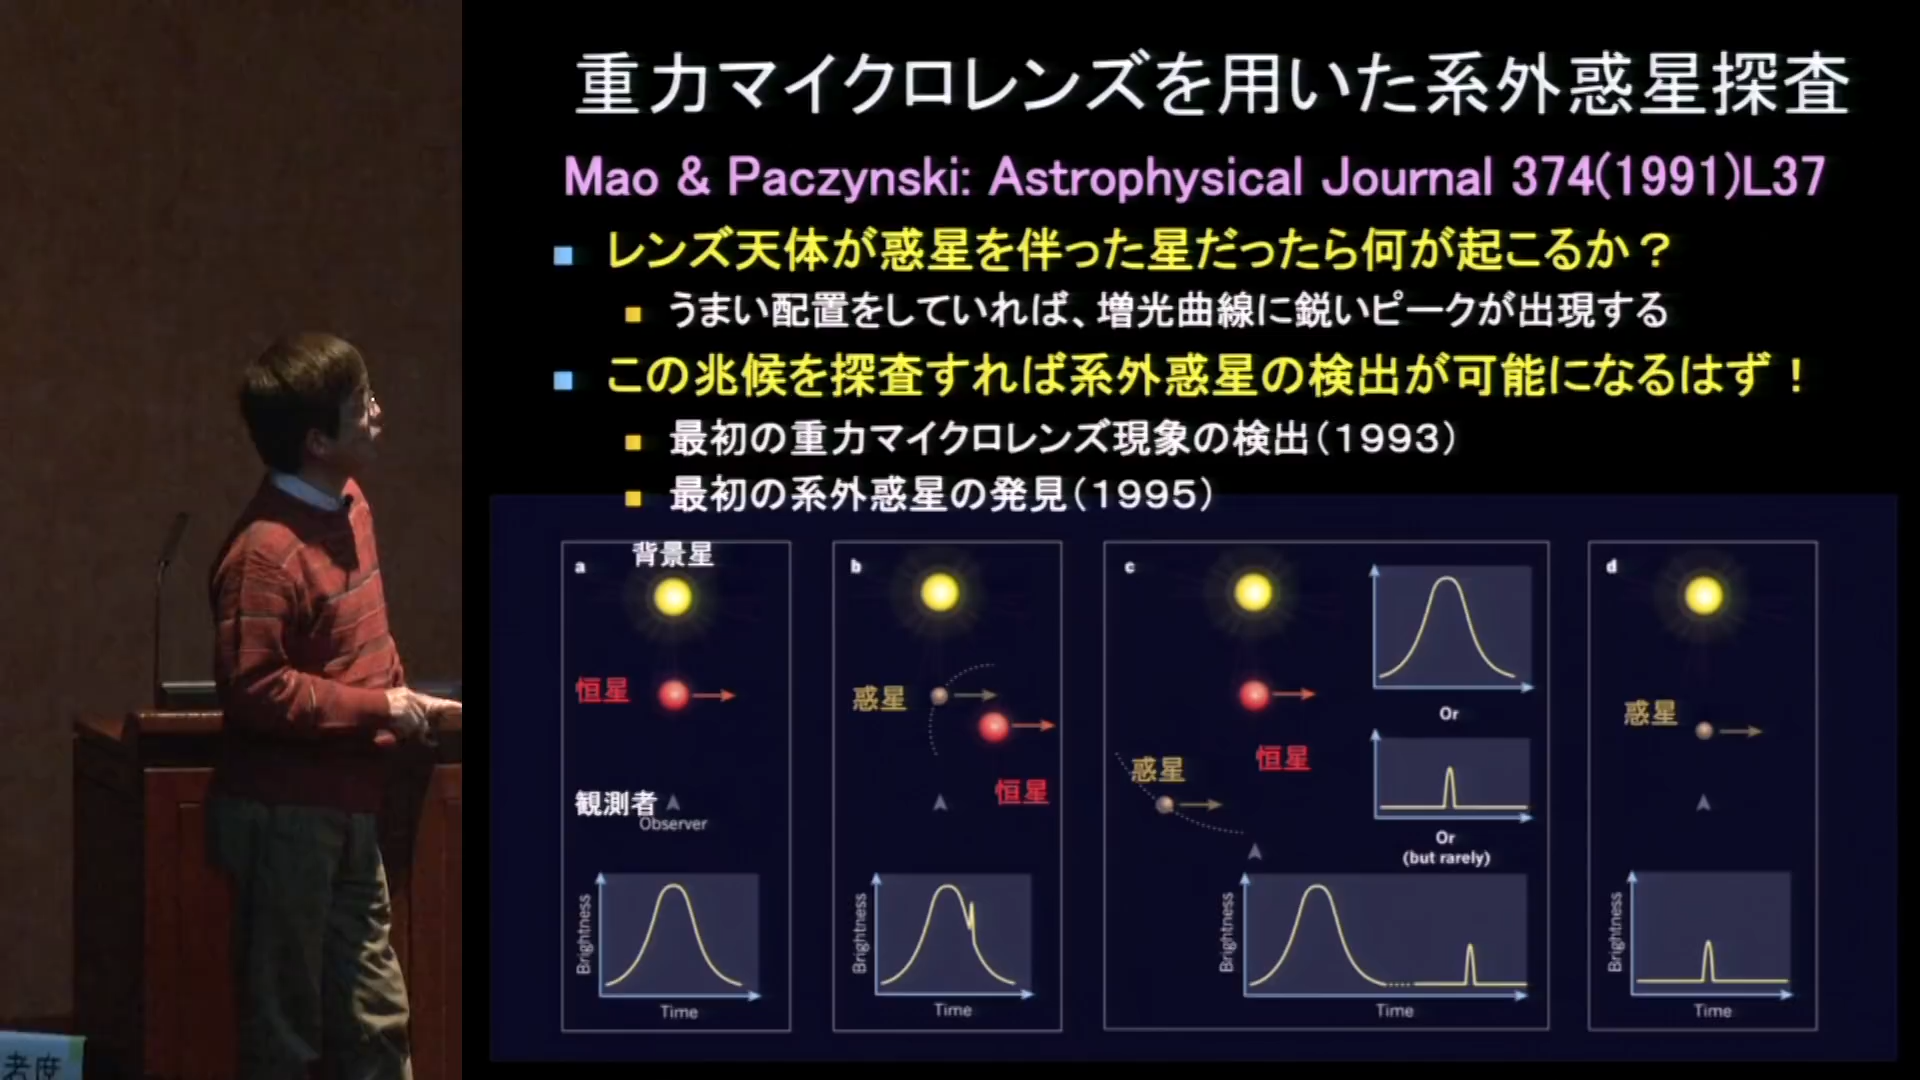 重力マイクロレンズを用いた系外惑星探査
Mao & Paczynski: Astrophysical Journal 374(1991)L37
レンズ天体が惑星を伴った星だったら何が起こるか？
うまい配置をしていれば、増光曲線に鋭いピークが出現する
この兆候を探査すれば系外惑星の検出が可能になるはず！
最初の重力マイクロレンズ現象の検出（1993）
最初の系外惑星の発見（1995）
a
背景星
恒星
観測者
Observer
Brightness
Time
b
惑星
恒星
Brightness
Time
c
惑星
恒星
Or
Or
(but rarely)
Brightness
Time
d
惑星
Brightness
Time
考度